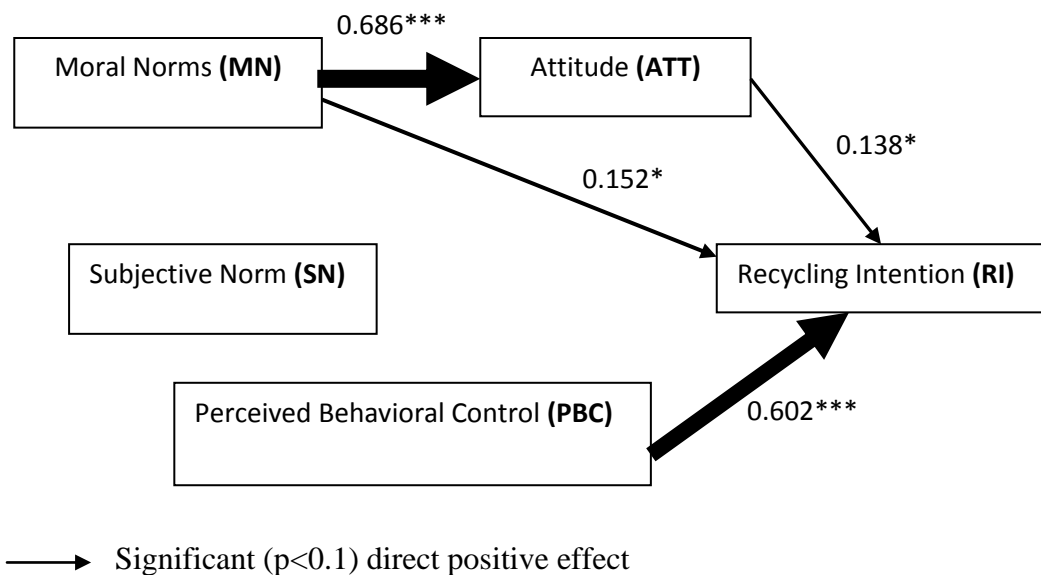 0.686***
Moral Norms (MN)
Attitude (ATT)
0.138*
0.152*
Subjective Norm (SN)
Recycling Intention (RI)
Perceived Behavioral Control (PBC)
0.602***
Significant (p<0.1) direct positive effect